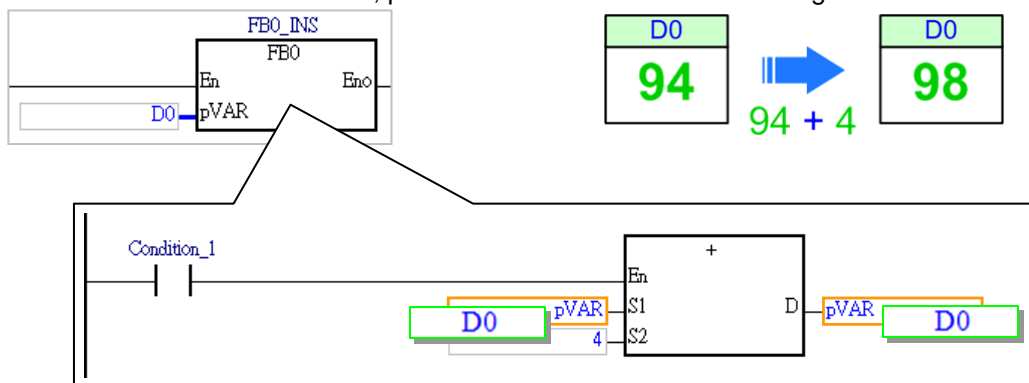 FB0_INS
FB0
En Eno
D0 pVAR
D0 D0
94 98
94 + 4
Condition_1
+
En
pVAR S1 D pVAR
D0 D0
4 S2